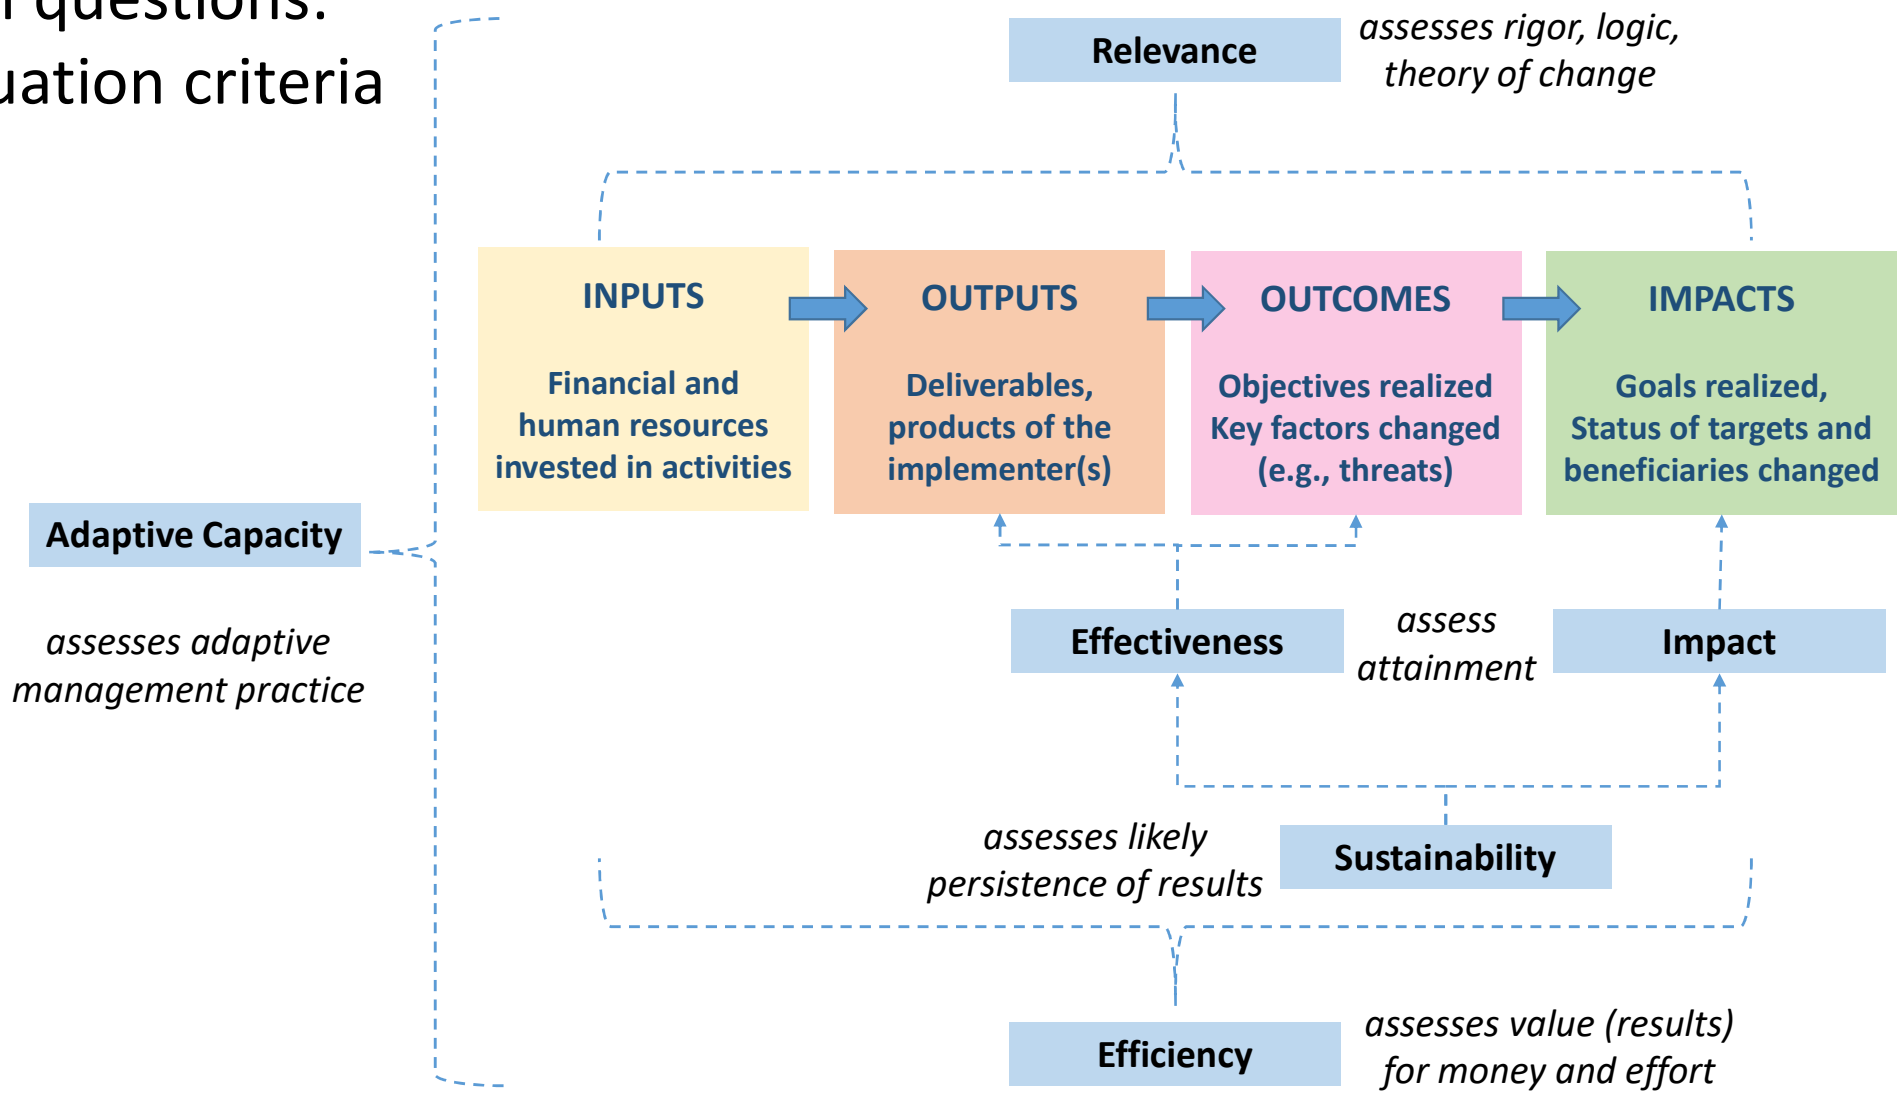 questions:
uation criteria
Relevance
assesses rigor, logic,
theory of change
INPUTS
Financial and
human resources
invested in activities
OUTPUTS
Deliverables,
products of the
implementer(s)
OUTCOMES
Objectives realized
Key factors changed
(e.g., threats)
IMPACTS
Goals realized,
Status of targets and
beneficiaries changed
Adaptive Capacity
assesses adaptive
management practice
Effectiveness
assess
attainment
Impact
assesses likely
persistence of results
Sustainability
Efficiency
assesses value (results)
for money and effort